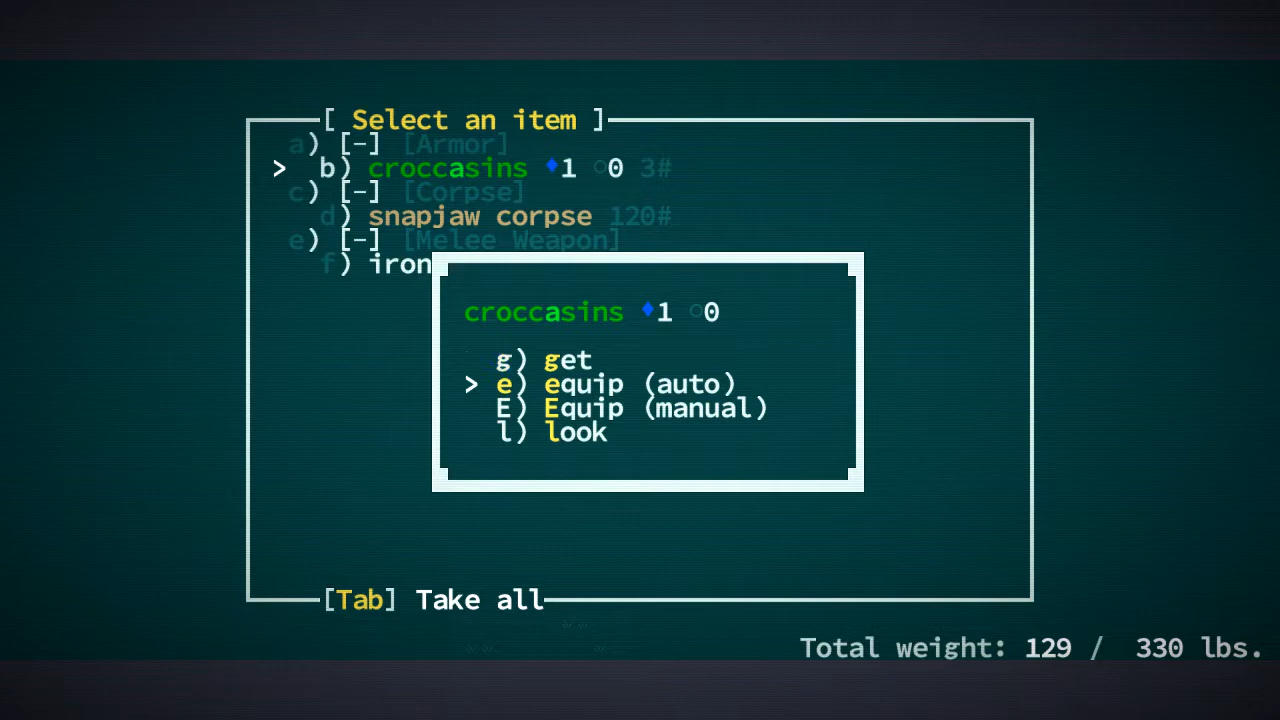 [ Select an item ]
a) [-] [Armor]
> b) croccasins ♦1 ○0 3#
c) [-] [Corpse]
d) snapjaw corpse 120#
e) [-] [Melee Weapon]
f) iron
croccasins ♦1 ○0
g) get
> e) equip (auto)
E) Equip (manual)
l) look
[Tab] Take all
Total weight: 129 / 330 lbs.